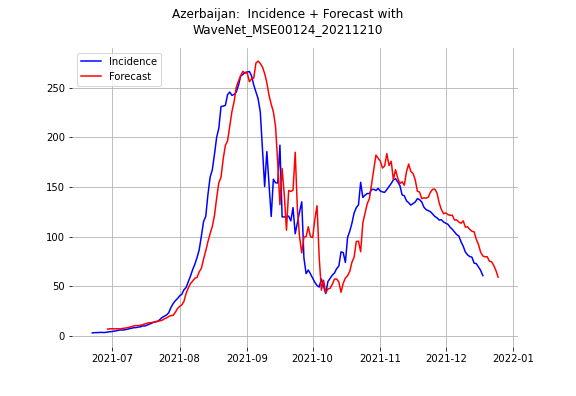 Azerbaijan:  Incidence + Forecast with
WaveNet_MSE00124_20211210
Incidence
Forecast
250
200
150
100
50
0
2021-07 2021-08 2021-09 2021-10 2021-11 2021-12 2022-01